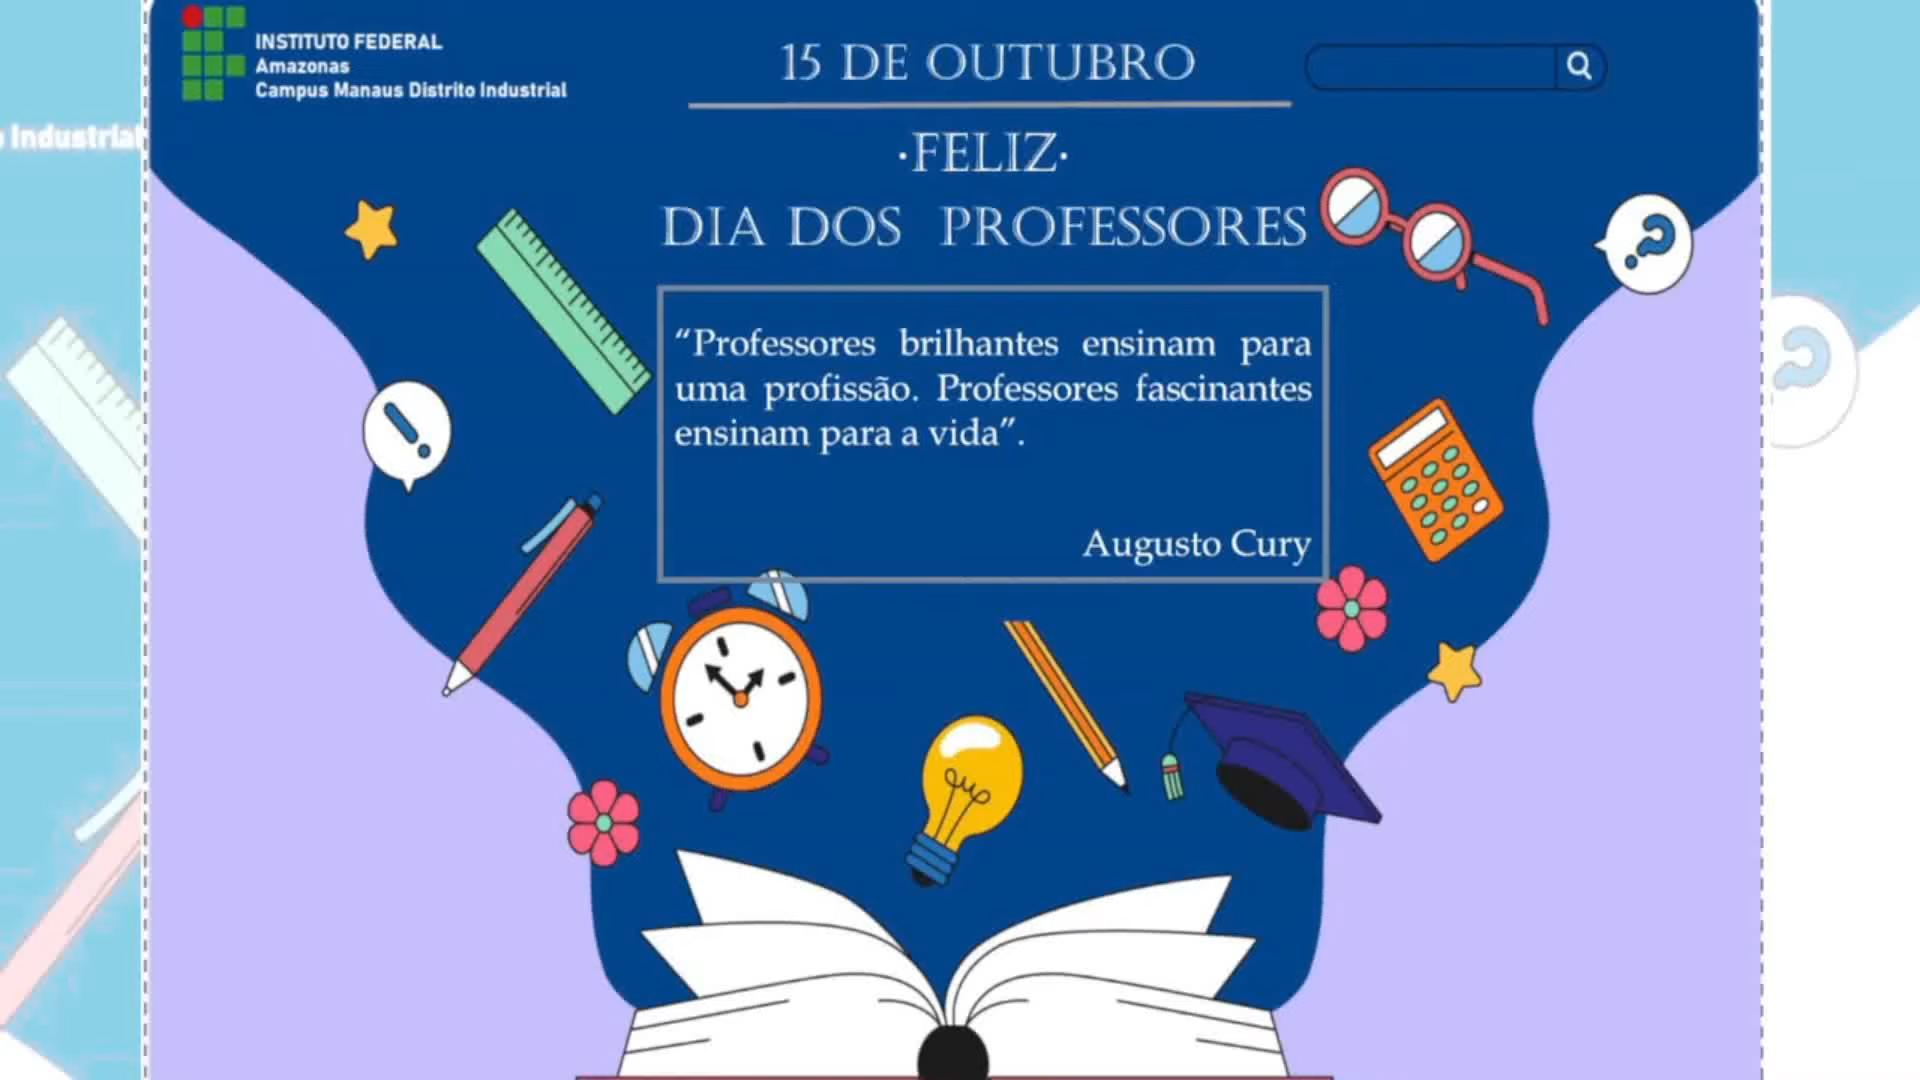 INSTITUTO FEDERAL
Amazonas
Campus Manaus Distrito Industrial
15 DE OUTUBRO
·FELIZ·
DIA DOS PROFESSORES
“Professores brilhantes ensinam para
uma profissão. Professores fascinantes
ensinam para a vida”.
Augusto Cury
Industrial